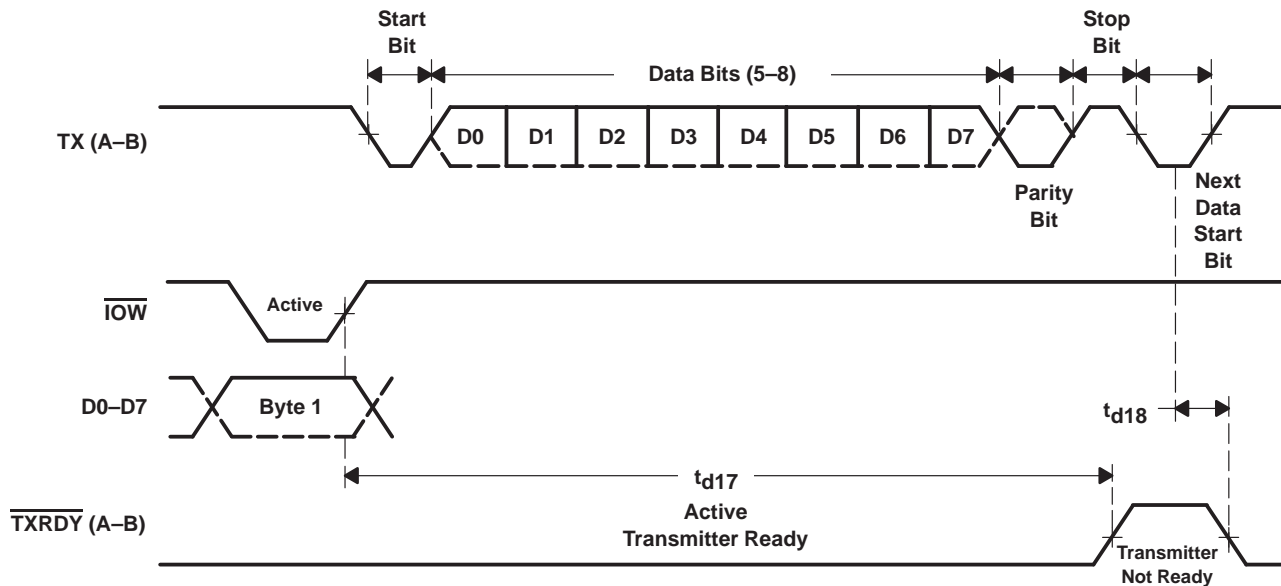 Start
Bit
Data Bits (5–8)
Stop
Bit
TX (A–B)
D0 D1 D2 D3 D4 D5 D6 D7
Parity
Bit
Next
Data
Start
Bit
IOW
Active
D0–D7
Byte 1
td18
td17
TXRDY (A–B)
Active
Transmitter Ready
Transmitter
Not Ready